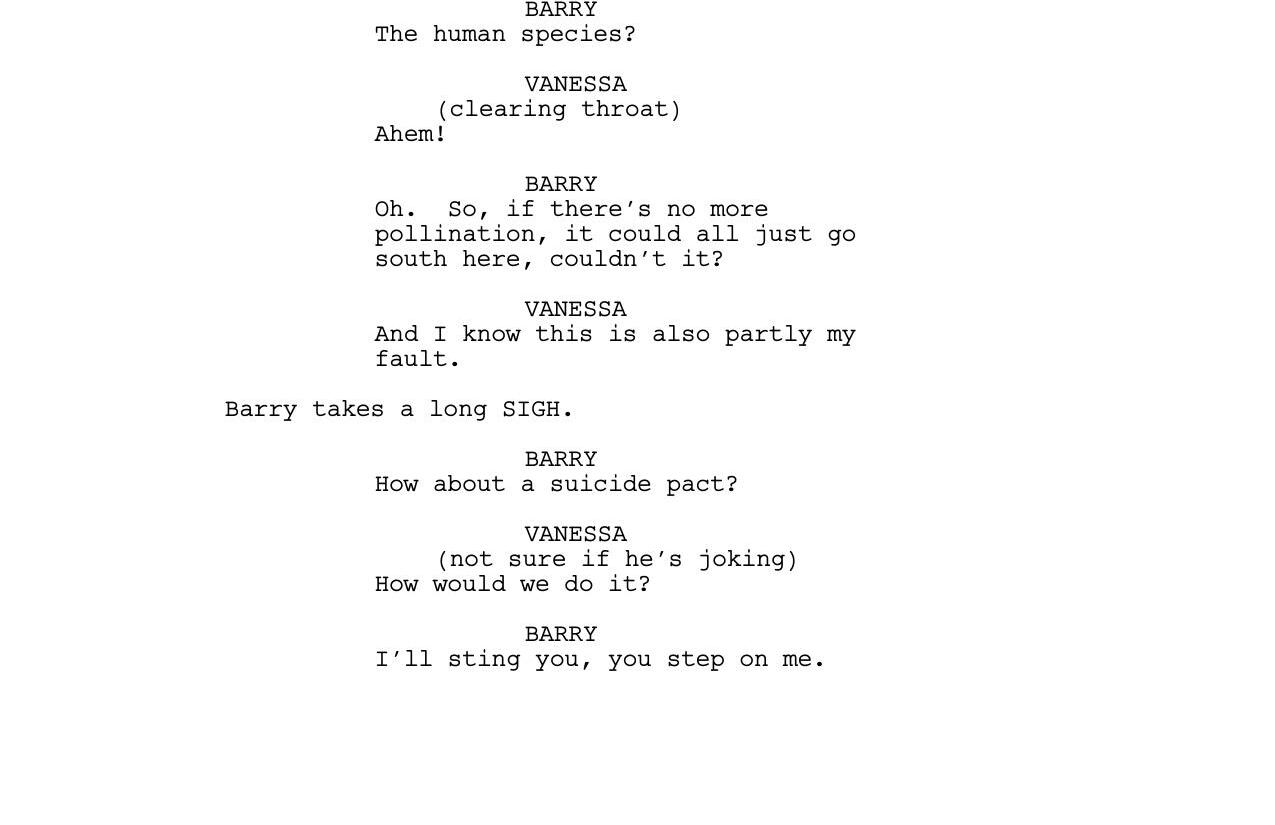 BARRY
The human species?
VANESSA
(clearing throat)
Ahem!
BARRY
Oh.  So, if there’s no more
pollination, it could all just go
south here, couldn’t it?
VANESSA
And I know this is also partly my
fault.
Barry takes a long SIGH.
BARRY
How about a suicide pact?
VANESSA
(not sure if he’s joking)
How would we do it?
BARRY
I’ll sting you, you step on me.